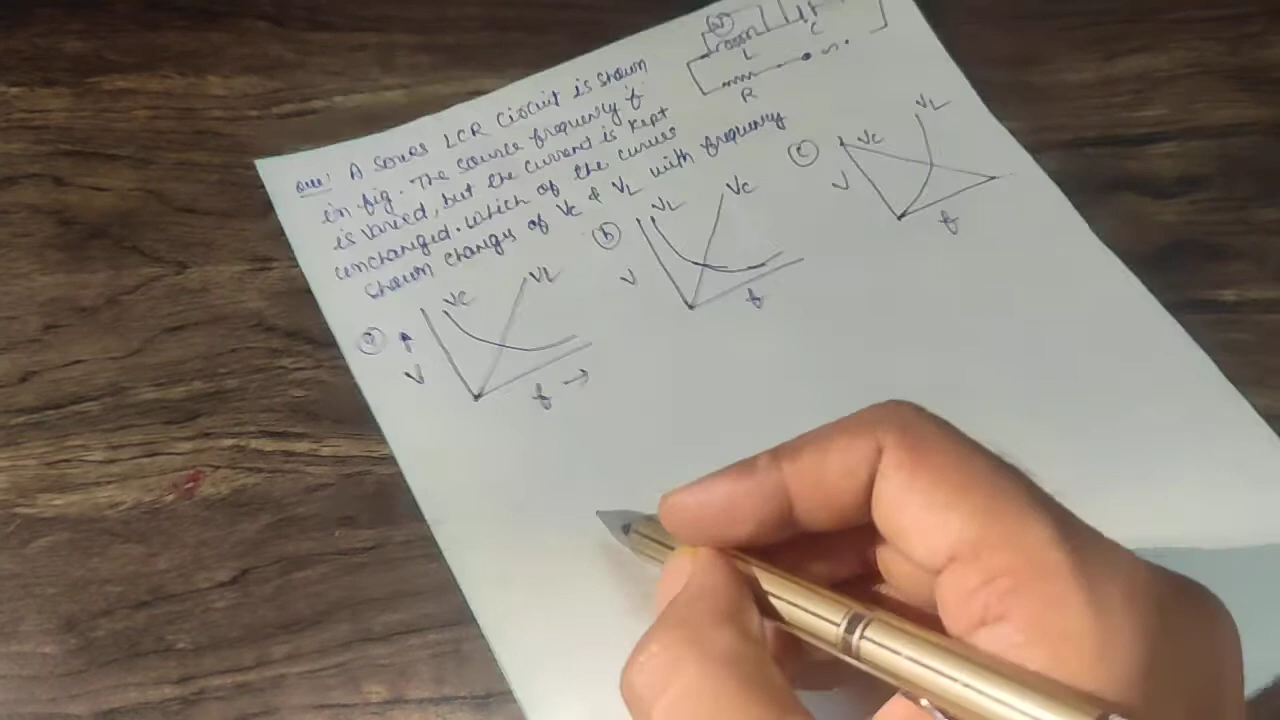 Que: A series LCR Circuit is shown
in fig. The source frequency f
is varied, but the current is kept
unchanged. Which of the curves
shown changes of Vc & VL with frequency
L
C
R
(a)
V
Vc
VL
f →
(b)
V
VL
Vc
f
(c)
V
Vc
VL
f